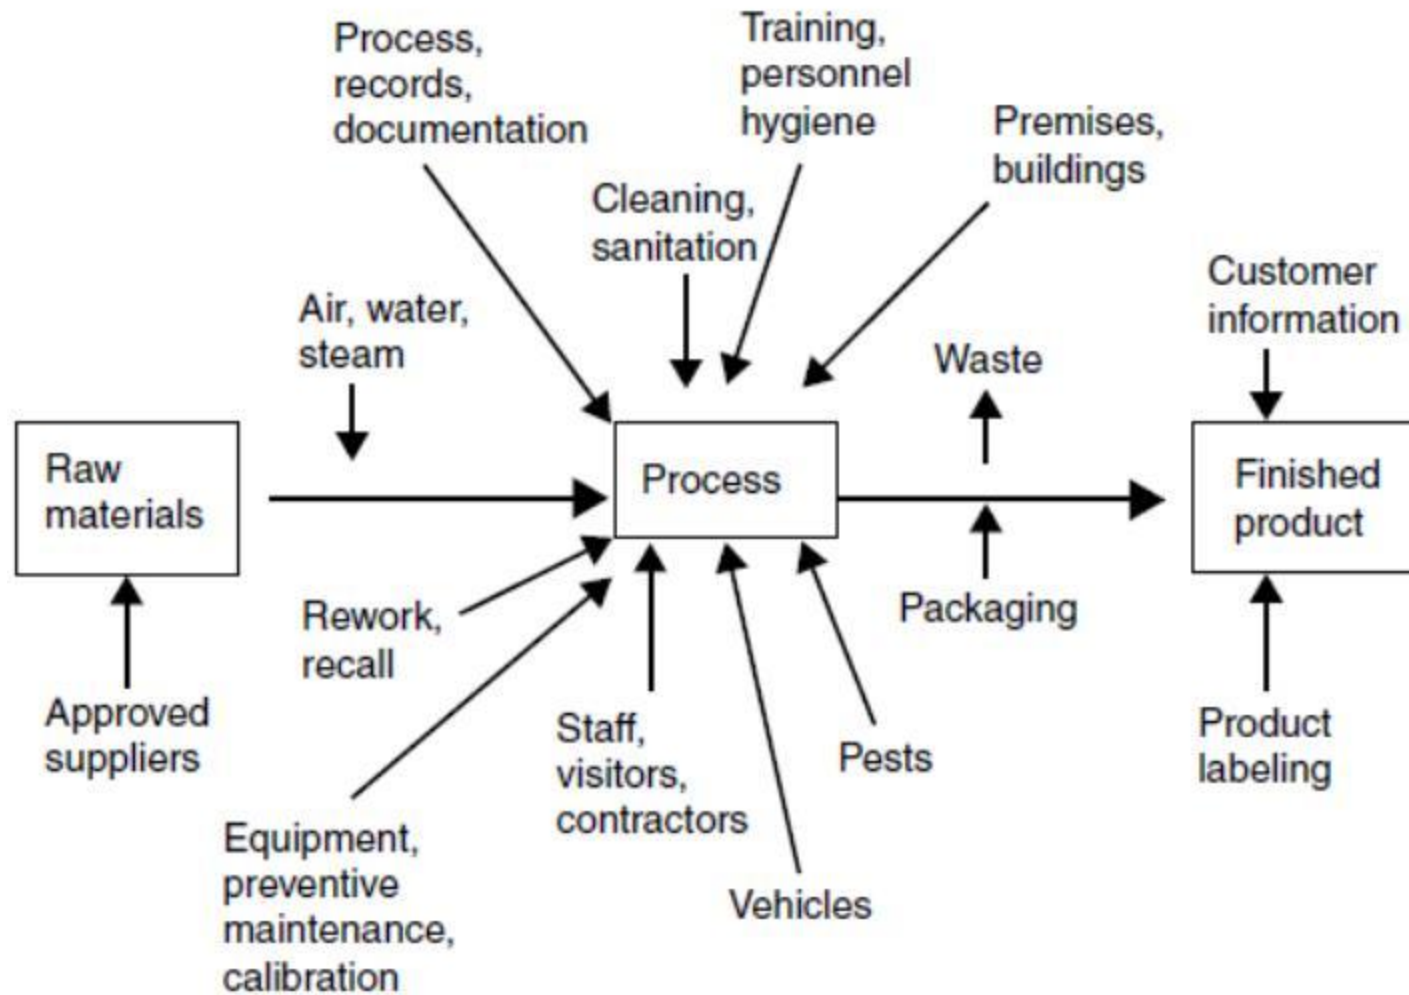 Process,
records,
documentation
Training,
personnel
hygiene
Premises,
buildings
Cleaning,
sanitation
Customer
information
Air, water,
steam
Waste
Raw
materials
Process
Finished
product
Rework,
recall
Packaging
Approved
suppliers
Staff,
visitors,
contractors
Pests
Product
labeling
Equipment,
preventive
maintenance,
calibration
Vehicles